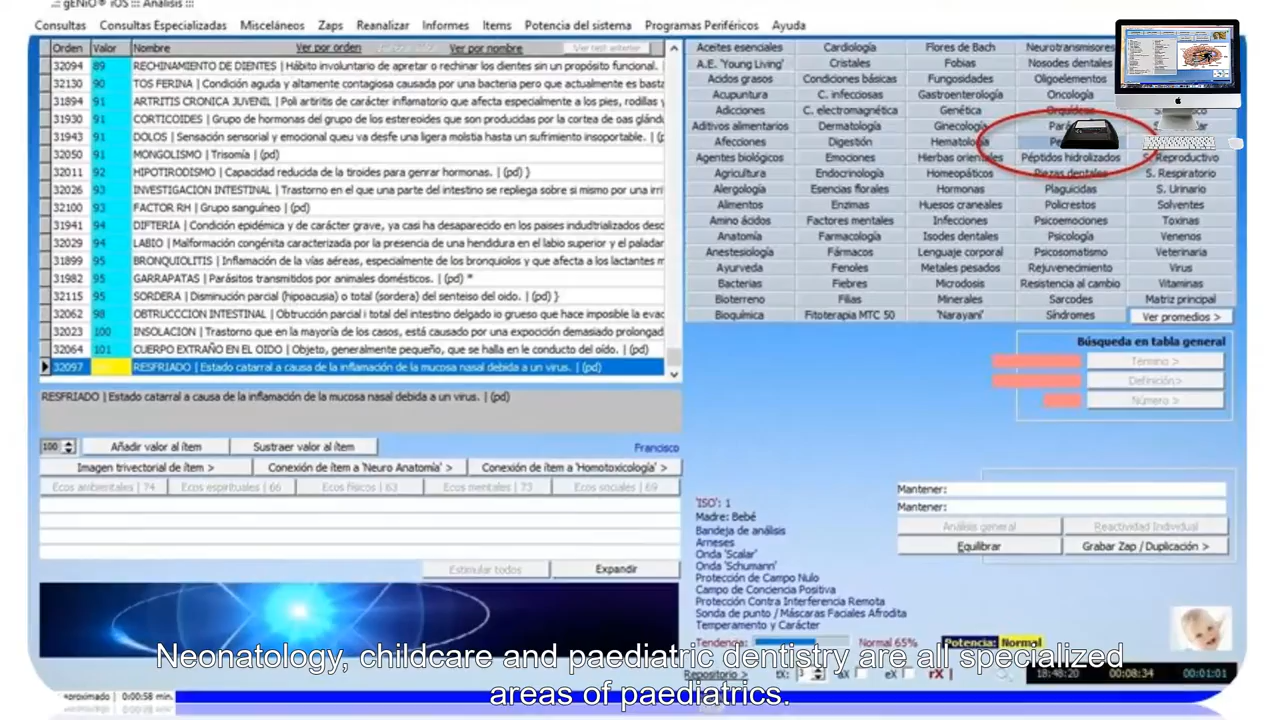 .:: gENiO® iOS ::. Análisis ::.
Consultas Consultas Especializadas Misceláneos Zaps Reanalizar Informes Items Potencia del sistema Programas Periféricos Ayuda
Orden Valor Nombre Ver por orden Ver por nombre Ver test anterior
32094 89 RECHINAMIENTO DE DIENTES | Hábito involuntario de apretar o rechinar los dientes sin un propósito funcional.
32130 90 TOS FERINA | Condición aguda y altamente contagiosa causada por una bacteria pero que actualmente es basta
31894 91 ARTRITIS CRONICA JUVENIL | Poli artritis de carácter inflamatorio que afecta especialmente a los pies, rodillas y
31930 91 CORTICOIDES | Grupo de hormonas del grupo de los estereoides que son producidas por la cortea de oas glándu
31943 91 DOLOS | Sensación sensorial y emocional queu va desfe una ligera molstia hasta un sufrimiento insoportable. | (p
32050 91 MONGOLISMO | Trisomía | (pd)
32011 92 HIPOTIRODISMO | Capacidad reducida de la tiroides para genrar hormonas. | (pd) }
32026 93 INVESTIGACION INTESTINAL | Trastorno en el que una parte del intestino se repliega sobre si mismo por una irri
32100 93 FACTOR RH | Grupo sanguíneo | (pd)
31941 94 DIFTERIA | Condición epidémica y de carácter grave, ya casi ha desaparecido en los paises indudtrializados desc
32029 94 LABIO | Malformación congénita caracterizada por la presencia de una hendidura en el labio superior y el paladar
31899 95 BRONQUIOLITIS | Inflamación de la vías aéreas, especialmente de los bronquiolos y que afecta a los lactantes m
31982 95 GARRAPATAS | Parásitos transmitidos por animales domésticos. | (pd) *
32115 95 SORDERA | Disminución parcial (hipoacusia) o total (sordera) del senteiso del oido. | (pd) }
32062 98 OBTRUCCCION INTESTINAL | Obtrucción parcial i total del intestino delgado io grueso que hace imposible la evac
32023 100 INSOLACION | Trastorno que en la mayoría de los casos, está causado por una expocición demasiado prolongad
32064 101 CUERPO EXTRAÑO EN EL OIDO | Objeto, generalmente pequeño, que se halla en le conducto del oído. | (pd)
32097 RESFRIADO | Estado catarral a causa de la inflamación de la mucosa nasal debida a un virus. | (pd)
RESFRIADO | Estado catarral a causa de la inflamación de la mucosa nasal debida a un virus. | (pd)
100 Añadir valor al ítem Sustraer valor al ítem Francisco
Imagen trivectorial de ítem > Conexión de ítem a 'Neuro Anatomía' > Conexión de ítem a 'Homotoxicología' >
Ecos ambientales | 74 Ecos espirituales | 66 Ecos físicos | 63 Ecos mentales | 73 Ecos sociales | 69
Estimular todos Expandir
Aceites esenciales Cardiología Flores de Bach Neurotransmisores
A.E. 'Young Living' Cristales Fobias Nosodes dentales
Acidos grasos Condiciones básicas Fungosidades Oligoelementos
Acupuntura C. infecciosas Gastroenterología Oncología
Adicciones C. electromagnética Genética
Aditivos alimentarios Dermatología Ginecología
Afecciones Digestión
Agentes biológicos Emociones Hierbas orientales Péptidos hidrolizados S. Reproductivo
Agricultura Endocrinología Homeopáticos Piezas dentales S. Respiratorio
Alergología Esencias florales Hormonas Plaguicidas S. Urinario
Alimentos Enzimas Huesos craneales Policrestos Solventes
Amino ácidos Factores mentales Infecciones Psicoemociones Toxinas
Anatomía Farmacología Isodes dentales Psicología Venenos
Anestesiología Fármacos Lenguaje corporal Psicosomatismo Veterinaria
Ayurveda Fenoles Metales pesados Rejuvenecimiento Virus
Bacterias Fiebres Microdosis Resistencia al cambio Vitaminas
Bioterreno Filias Minerales Sarcodes Matriz principal
Bioquímica Fitoterapia MTC 50 'Narayani' Síndromes Ver promedios >
Búsqueda en tabla general
Término >
Definición>
Número >
Mantener:
Mantener:
Análisis general Reactividad Individual
Equilibrar Grabar Zap / Duplicación >
'ISO': 1
Madre: Bebé
Bandeja de análisis
Arneses
Onda 'Scalar'
Onda 'Schumann'
Protección de Campo Nulo
Campo de Conciencia Positiva
Protección Contra Interferencia Remota
Sonda de punto / Máscaras Faciales Afrodita
Temperamento y Carácter
Tendencia: Normal 65% Potencia: Normal
Repositorio > tX: 3 aX eX rX 18:48:20 00:08:34 00:01:01
Neonatology, childcare and paediatric dentistry are all specialized
areas of paediatrics.
aproximado | 0:00:58 min. 0:00:00 min.